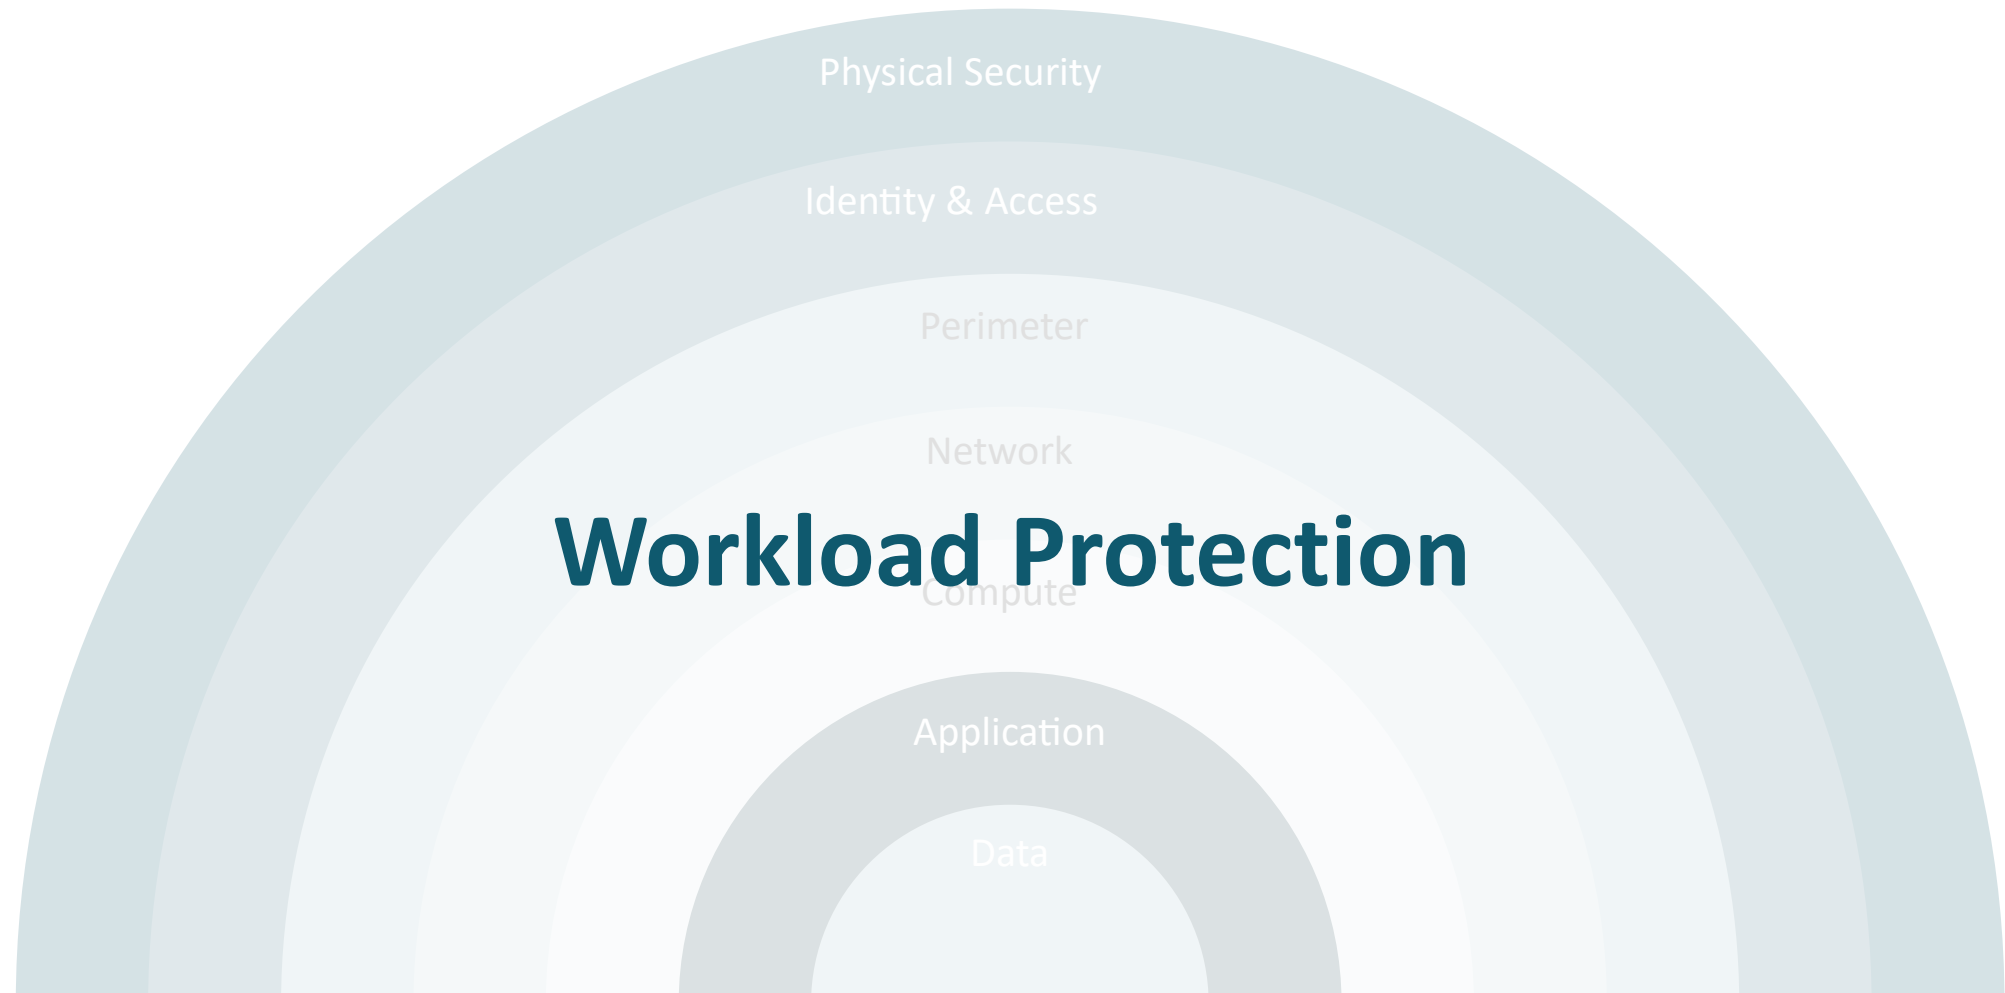 Physical Security
Identity & Access
Perimeter
Network
Workload Protection
Compute
Application
Data